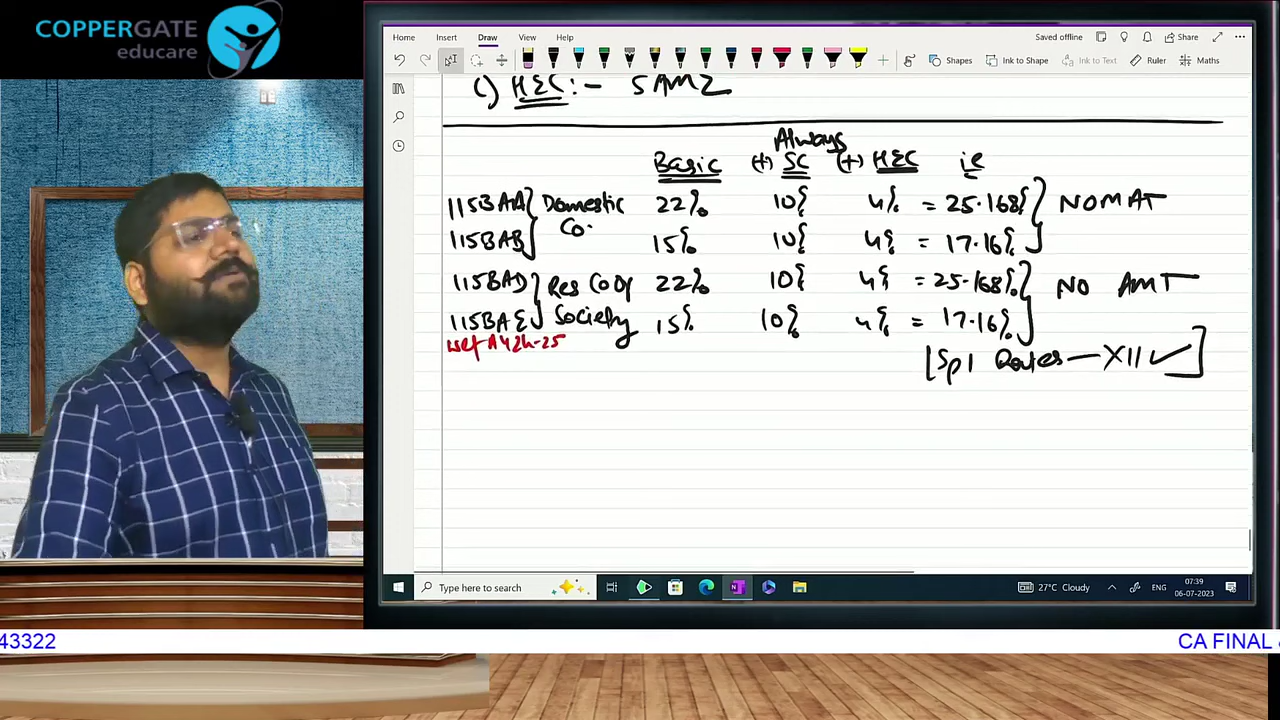 COPPERGATE
educare
Home Insert Draw View Help
Saved offline
Share
Shapes
Ink to Shape
Ink to Text
Ruler
Maths
c) HEC:- SAME
Always
Basic (+) SC (+) HEC ie
115BAA Domestic 22% 10% 4% = 25.168% NO MAT
115BAB Co. 15% 10% 4% = 17.16%
115BAD Res CoOp 22% 10% 4% = 25.168% NO AMT
115BAE Society 15% 10% 4% = 17.16%
wef AY 24-25
[Spl Rates — XII ✓]
Type here to search
27°C Cloudy
ENG
07:39
06-07-2023
43322
CA FINAL &